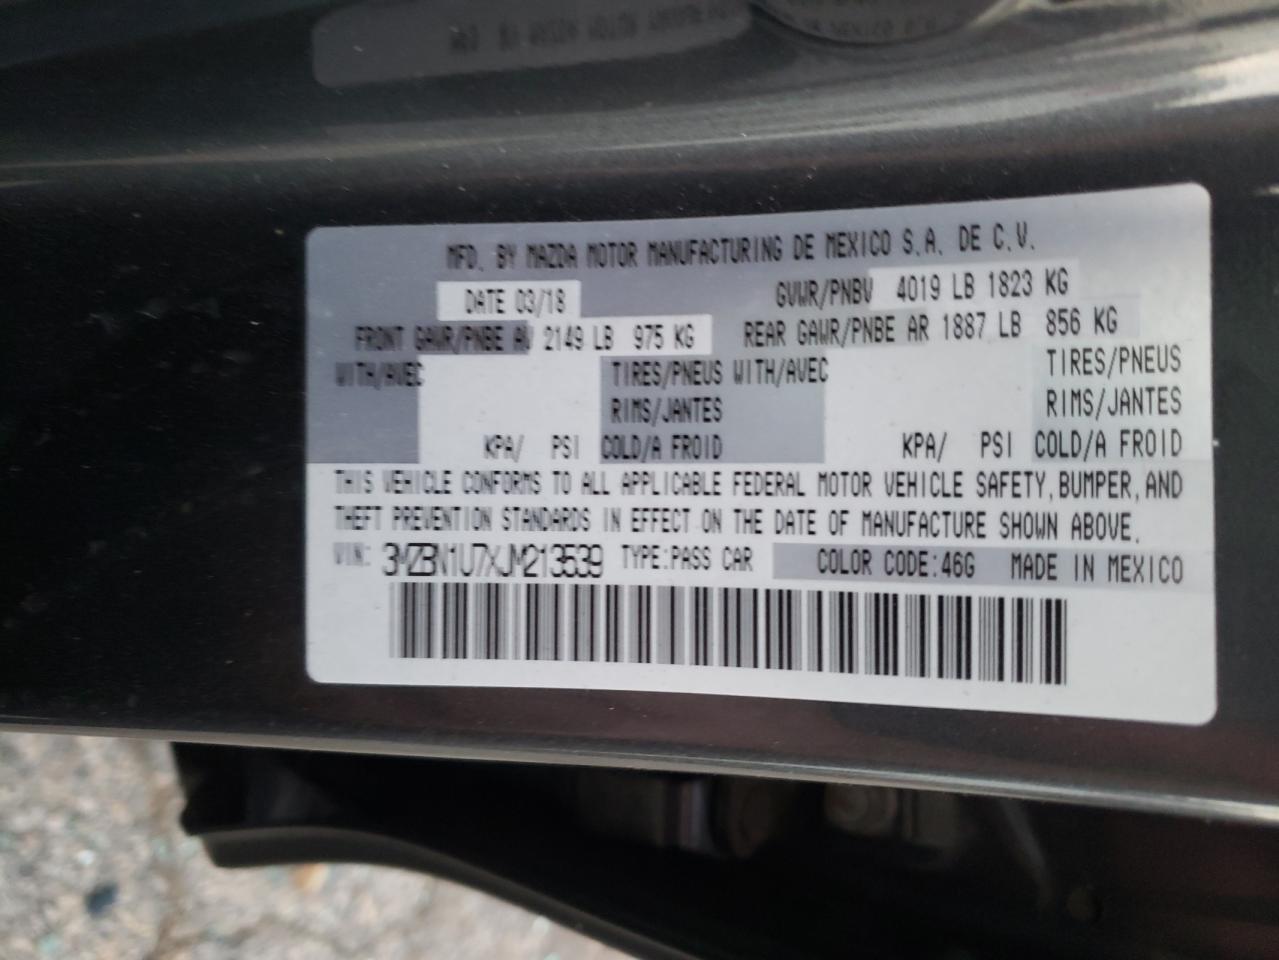 MFD. BY MAZDA MOTOR MANUFACTURING DE MEXICO S.A. DE C.V.
DATE 03/18 GVWR/PNBV 4019 LB 1823 KG
FRONT GAWR/PNBE AV 2149 LB 975 KG REAR GAWR/PNBE AR 1887 LB 856 KG
WITH/AVEC TIRES/PNEUS WITH/AVEC TIRES/PNEUS
RIMS/JANTES RIMS/JANTES
KPA/ PSI COLD/A FROID KPA/ PSI COLD/A FROID
THIS VEHICLE CONFORMS TO ALL APPLICABLE FEDERAL MOTOR VEHICLE SAFETY, BUMPER, AND
THEFT PREVENTION STANDARDS IN EFFECT ON THE DATE OF MANUFACTURE SHOWN ABOVE.
VIN: 3MZBN1U7XJM213539 TYPE:PASS CAR COLOR CODE:46G MADE IN MEXICO